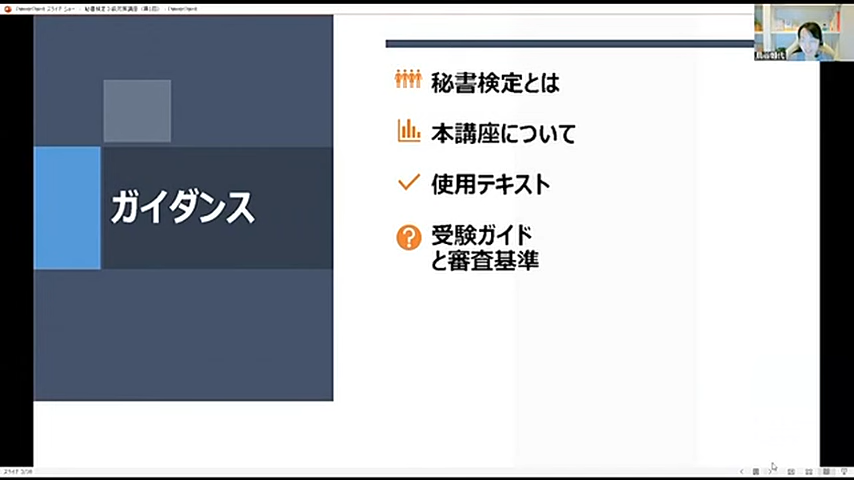 ガイダンス
秘書検定とは
本講座について
使用テキスト
受験ガイド
と審査基準